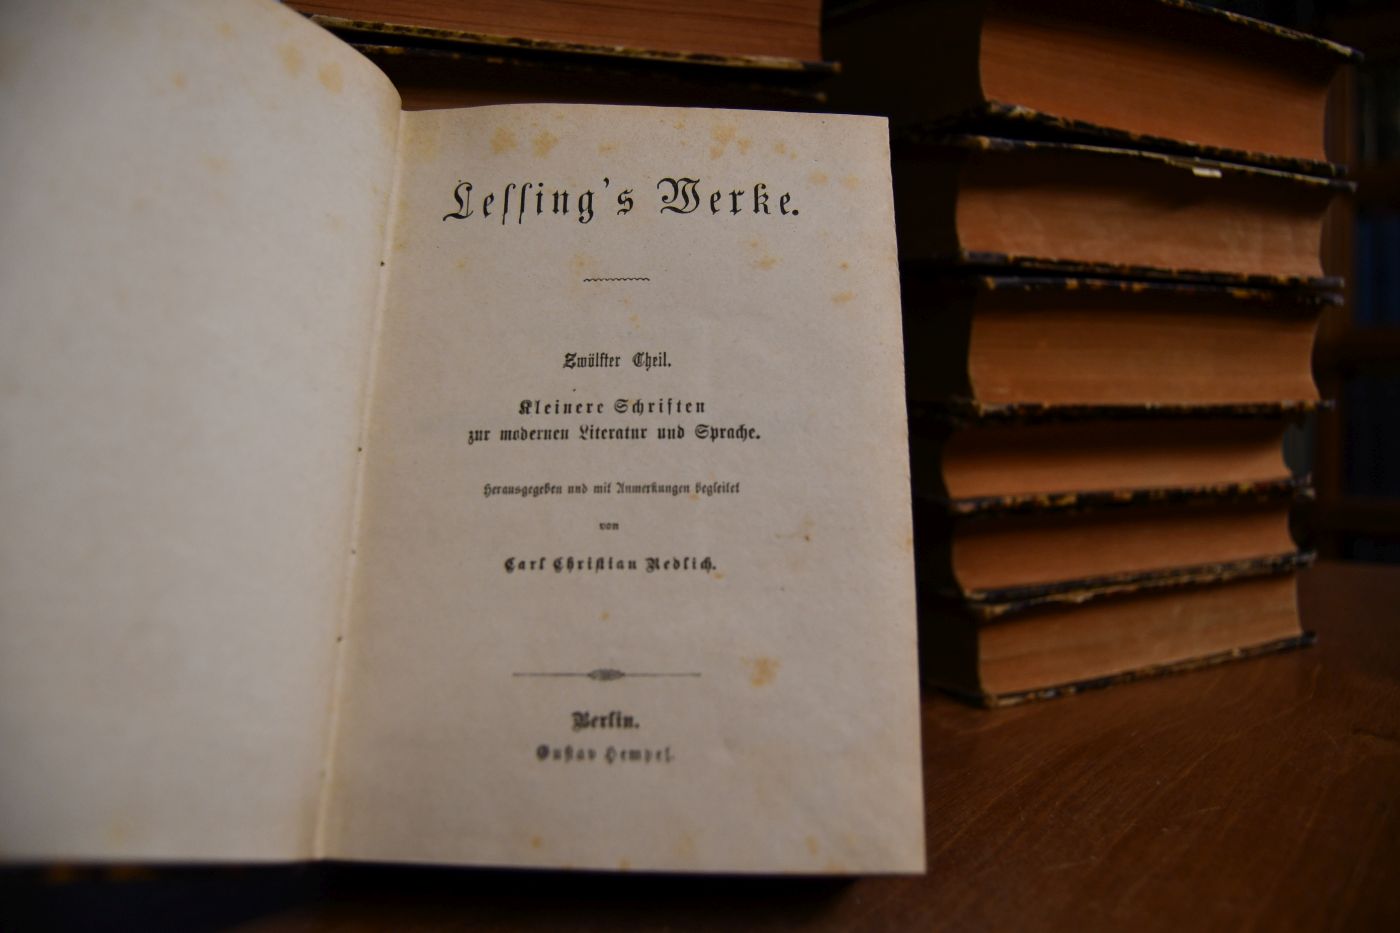 Lessing's Werke.
Zwölfter Theil.
Kleinere Schriften
zur modernen Literatur und Sprache.
Herausgegeben und mit Anmerkungen begleitet
von
Carl Christian Redlich.
Berlin.
Gustav Hempel.